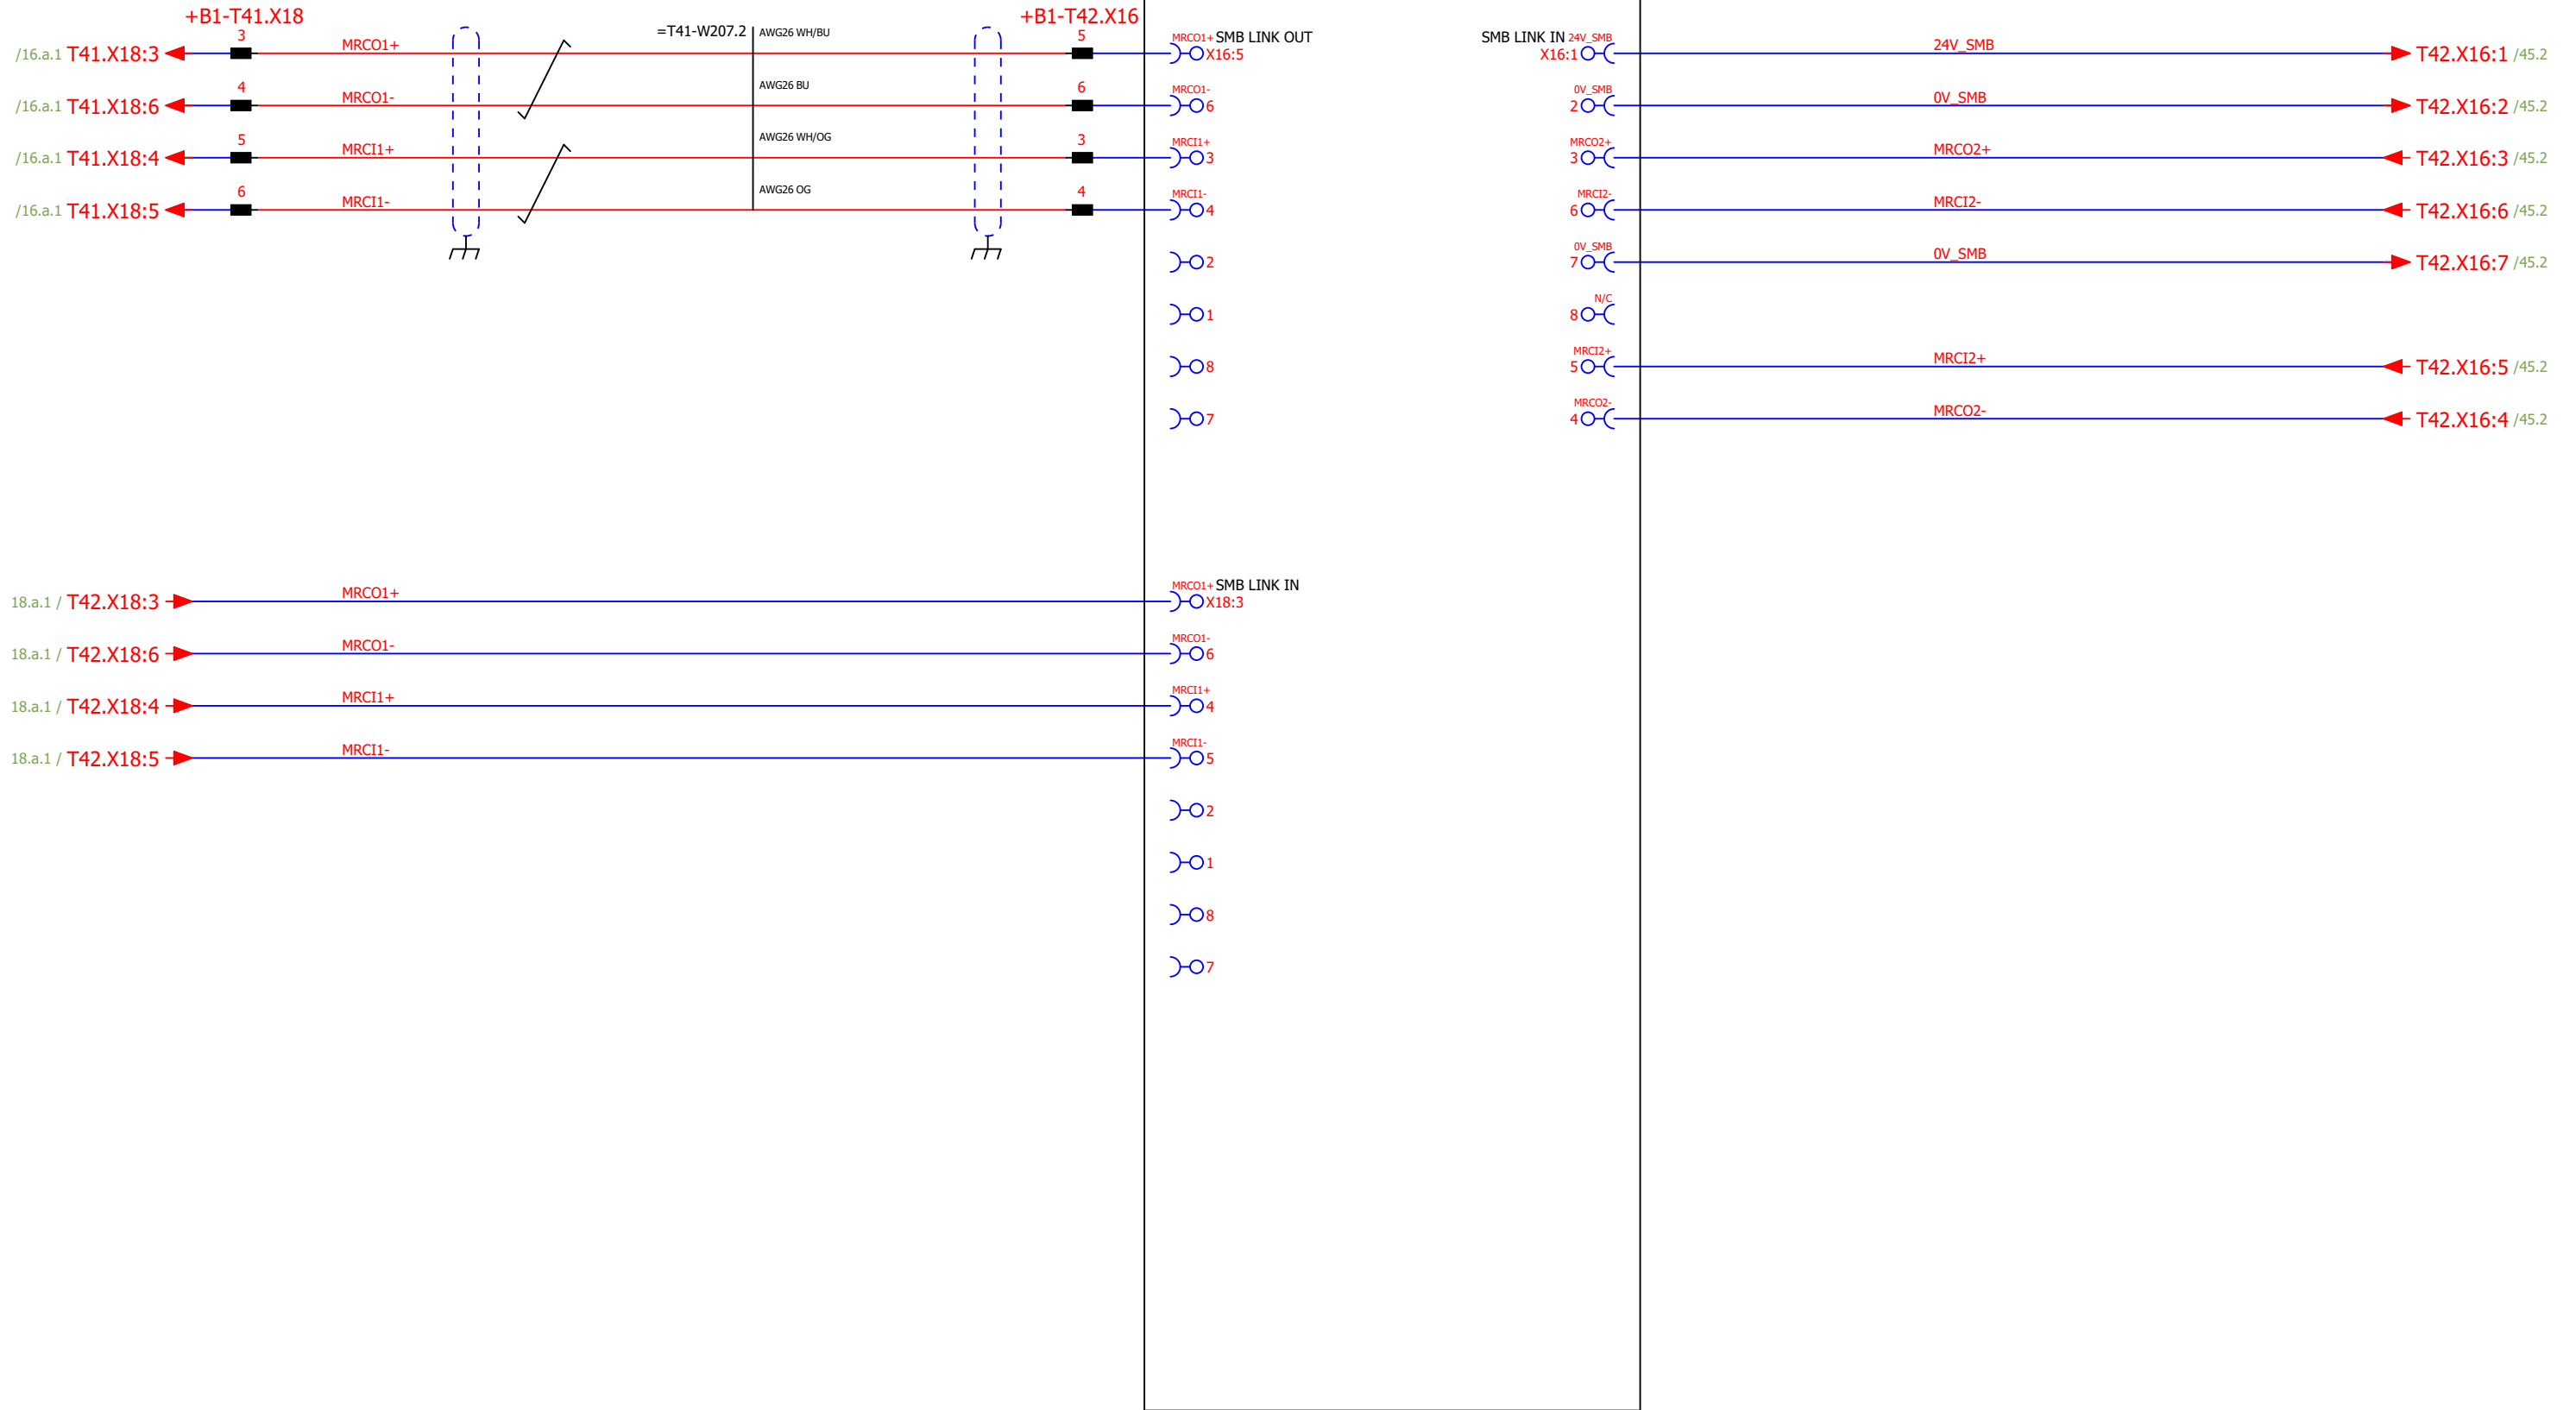 +B1-T41.X18 +B1-T42.X16
=T41-W207.2
/16.a.1 T41.X18:3 3 MRCO1+ AWG26 WH/BU 5 MRCO1+ SMB LINK OUT X16:5 SMB LINK IN 24V_SMB X16:1 24V_SMB T42.X16:1 /45.2
/16.a.1 T41.X18:6 4 MRCO1- AWG26 BU 6 MRCO1- 6 0V_SMB 2 0V_SMB T42.X16:2 /45.2
/16.a.1 T41.X18:4 5 MRCI1+ AWG26 WH/OG 3 MRCI1+ 3 MRCO2+ 3 MRCO2+ T42.X16:3 /45.2
/16.a.1 T41.X18:5 6 MRCI1- AWG26 OG 4 MRCI1- 4 MRCI2- 6 MRCI2- T42.X16:6 /45.2
2 0V_SMB 7 0V_SMB T42.X16:7 /45.2
1 N/C 8
8 MRCI2+ 5 MRCI2+ T42.X16:5 /45.2
7 MRCO2- 4 MRCO2- T42.X16:4 /45.2
18.a.1 / T42.X18:3 MRCO1+ MRCO1+ SMB LINK IN X18:3
18.a.1 / T42.X18:6 MRCO1- MRCO1- 6
18.a.1 / T42.X18:4 MRCI1+ MRCI1+ 4
18.a.1 / T42.X18:5 MRCI1- MRCI1- 5
2
1
8
7